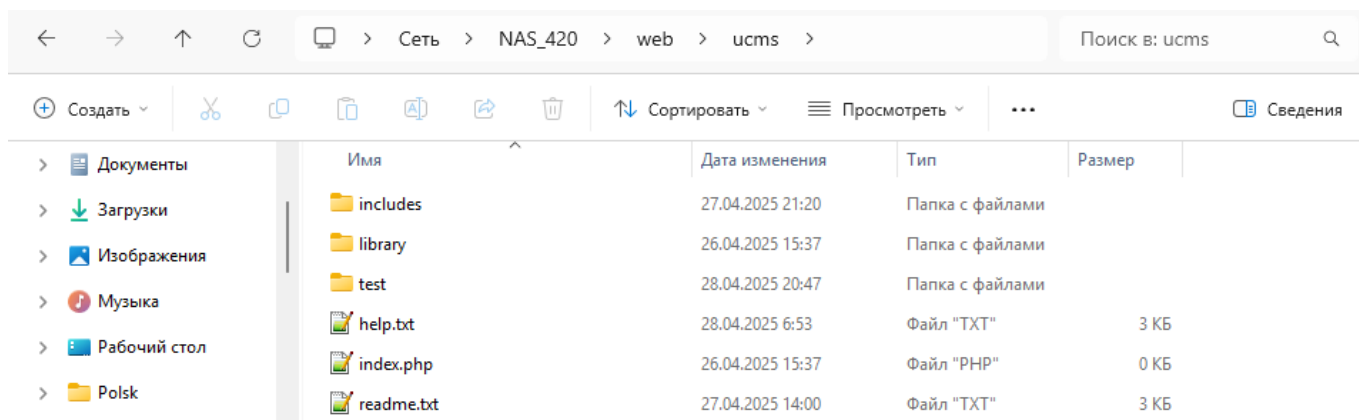 Сеть > NAS_420 > web > ucms >
Поиск в: ucms
Создать
Сортировать
Просмотреть
...
Сведения
Документы
Загрузки
Изображения
Музыка
Рабочий стол
Polsk
Имя Дата изменения Тип Размер
includes 27.04.2025 21:20 Папка с файлами
library 26.04.2025 15:37 Папка с файлами
test 28.04.2025 20:47 Папка с файлами
help.txt 28.04.2025 6:53 Файл "TXT" 3 КБ
index.php 26.04.2025 15:37 Файл "PHP" 0 КБ
readme.txt 27.04.2025 14:00 Файл "TXT" 3 КБ